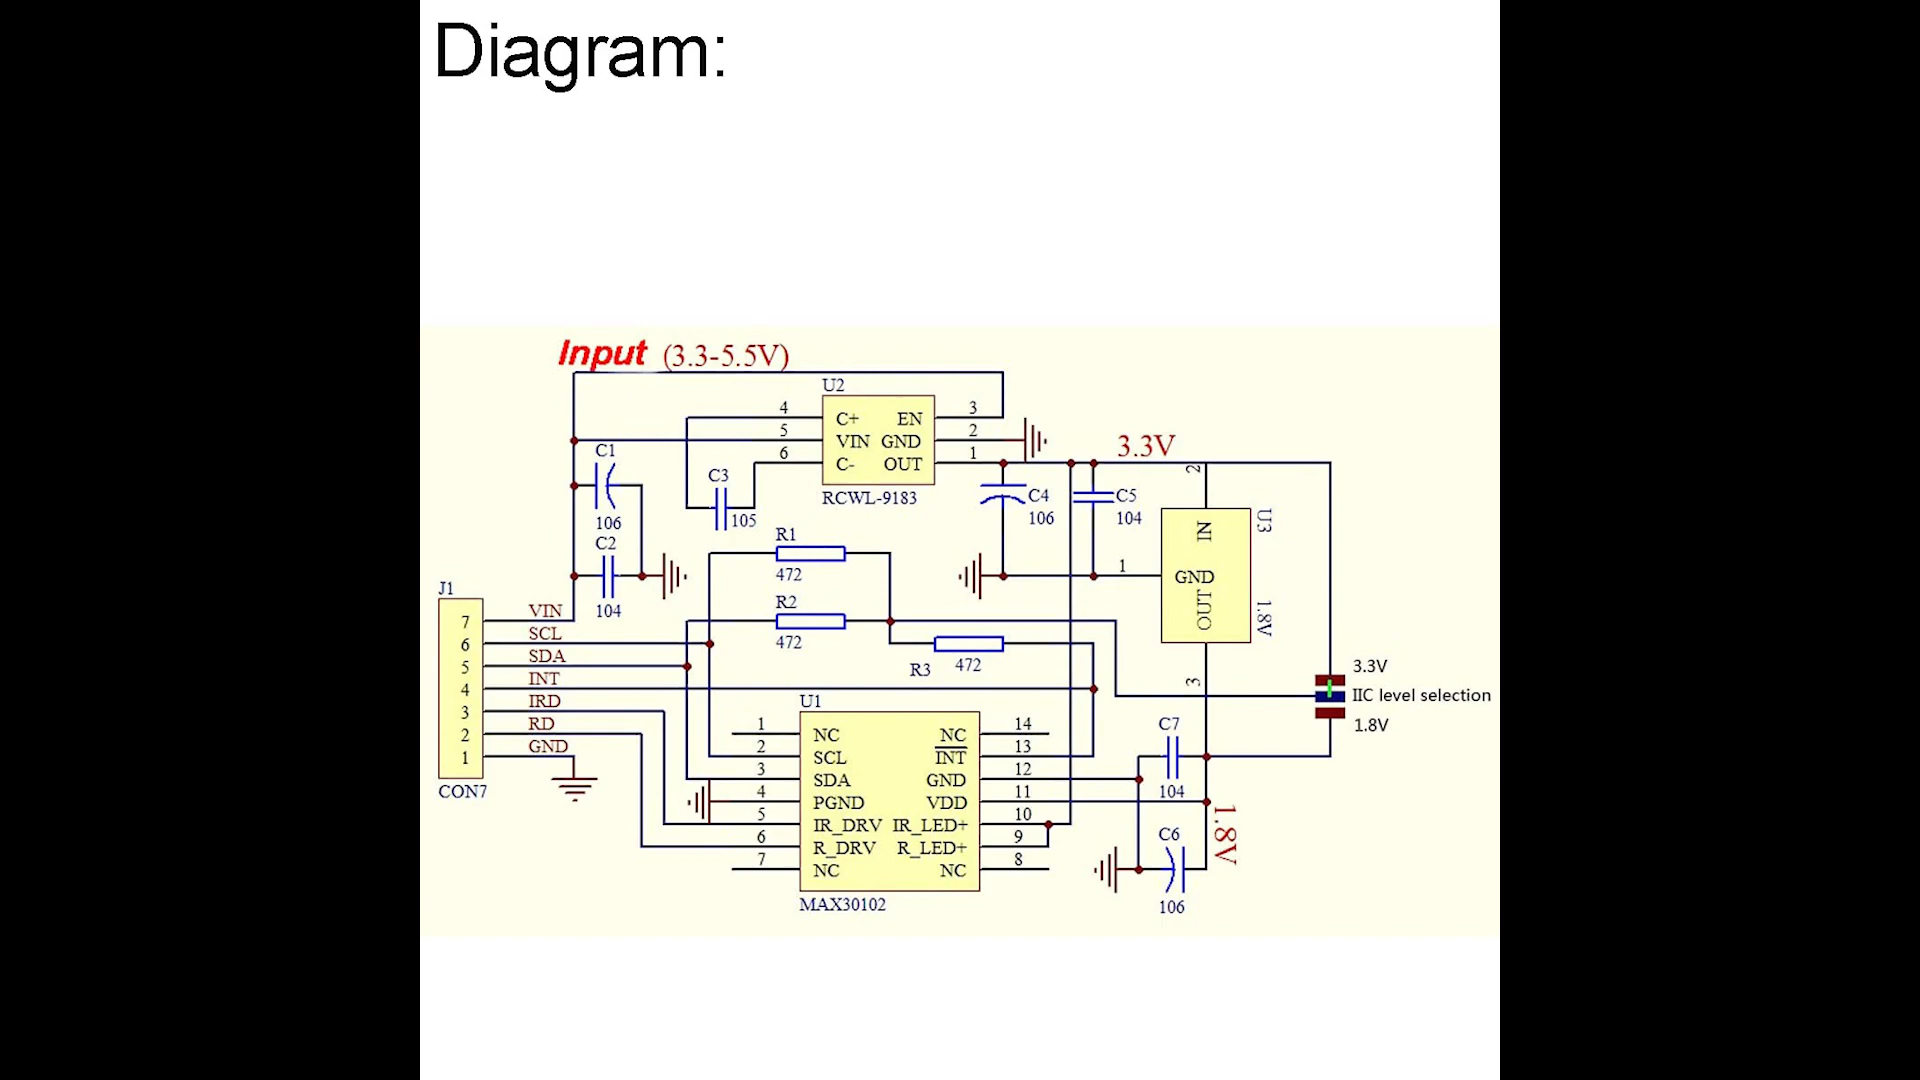 Diagram:
Input (3.3-5.5V)
U2
4 C+ EN 3
5 VIN GND 2
6 C- OUT 1
RCWL-9183
C1
106
C2
104
C3
105
3.3V
C4
106
C5
104
2
IN
U3
1 GND
OUT
1.8V
3
R1
472
R2
472
R3 472
J1
7 VIN
6 SCL
5 SDA
4 INT
3 IRD
2 RD
1 GND
CON7
U1
1 NC NC 14
2 SCL INT 13
3 SDA GND 12
4 PGND VDD 11
5 IR_DRV IR_LED+ 10
6 R_DRV R_LED+ 9
7 NC NC 8
MAX30102
C7
104
C6
106
1.8V
3.3V
IIC level selection
1.8V